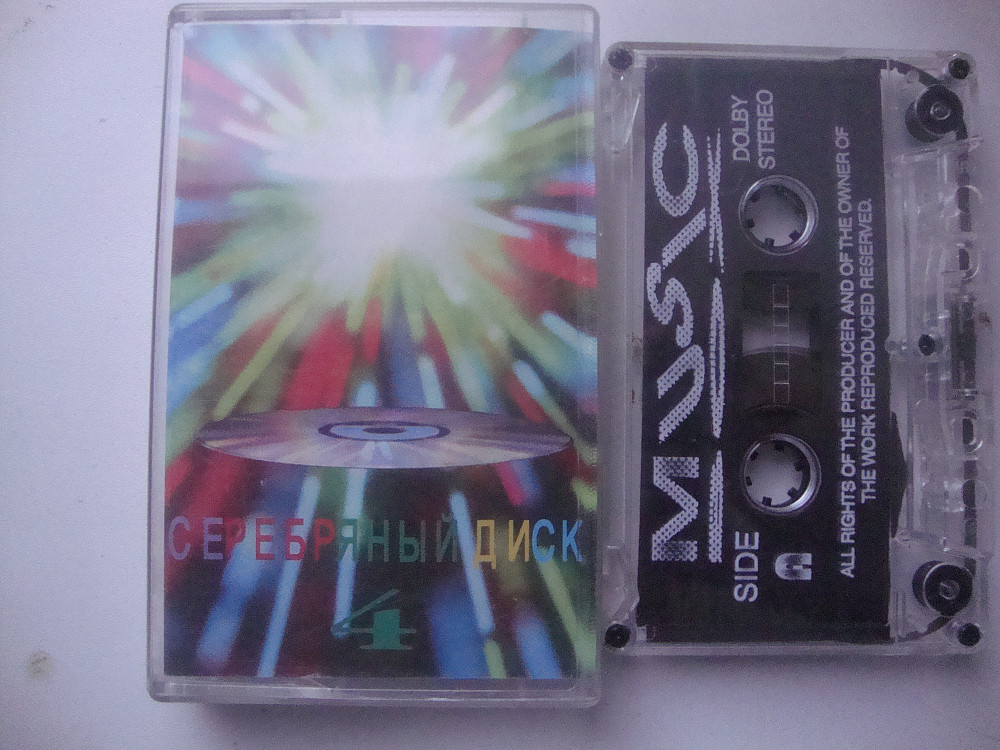 СЕРЕБРЯНЫЙ ДИСК
4
MUSIC
DOLBY
STEREO
SIDE
A
ALL RIGHTS OF THE PRODUCER AND OF THE OWNER OF
THE WORK REPRODUCED RESERVED.